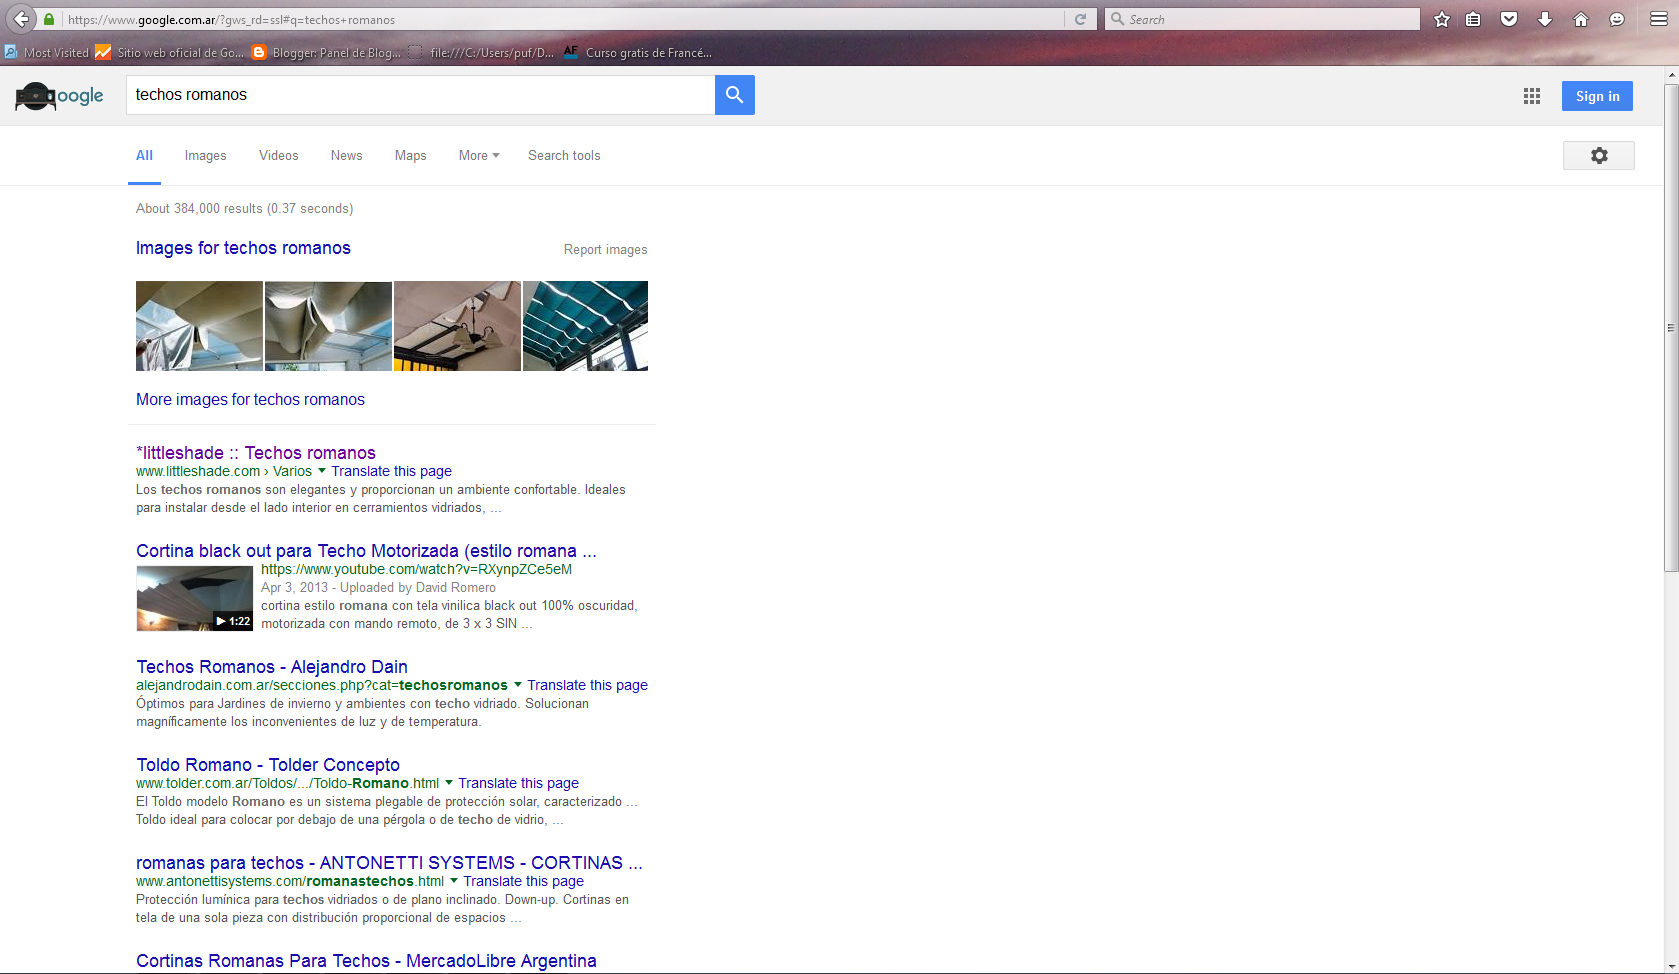 https://www.google.com.ar/?gws_rd=ssl#q=techos+romanos
Search
Most Visited
Sitio web oficial de Go...
Blogger: Panel de Blog...
file:///C:/Users/puf/D...
AF
Curso gratis de Francé...
oogle
techos romanos
Sign in
All
Images
Videos
News
Maps
More
Search tools
About 384,000 results (0.37 seconds)
Images for techos romanos
Report images
More images for techos romanos
*littleshade :: Techos romanos
www.littleshade.com › Varios ▾ Translate this page
Los techos romanos son elegantes y proporcionan un ambiente confortable. Ideales
para instalar desde el lado interior en cerramientos vidriados, ...
Cortina black out para Techo Motorizada (estilo romana ...
https://www.youtube.com/watch?v=RXynpZCe5eM
Apr 3, 2013 - Uploaded by David Romero
cortina estilo romana con tela vinilica black out 100% oscuridad,
motorizada con mando remoto, de 3 x 3 SIN ...
1:22
Techos Romanos - Alejandro Dain
alejandrodain.com.ar/secciones.php?cat=techosromanos ▾ Translate this page
Óptimos para Jardines de invierno y ambientes con techo vidriado. Solucionan
magníficamente los inconvenientes de luz y de temperatura.
Toldo Romano - Tolder Concepto
www.tolder.com.ar/Toldos/.../Toldo-Romano.html ▾ Translate this page
El Toldo modelo Romano es un sistema plegable de protección solar, caracterizado ...
Toldo ideal para colocar por debajo de una pérgola o de techo de vidrio, ...
romanas para techos - ANTONETTI SYSTEMS - CORTINAS ...
www.antonettisystems.com/romanastechos.html ▾ Translate this page
Protección lumínica para techos vidriados o de plano inclinado. Down-up. Cortinas en
tela de una sola pieza con distribución proporcional de espacios ...
Cortinas Romanas Para Techos - MercadoLibre Argentina